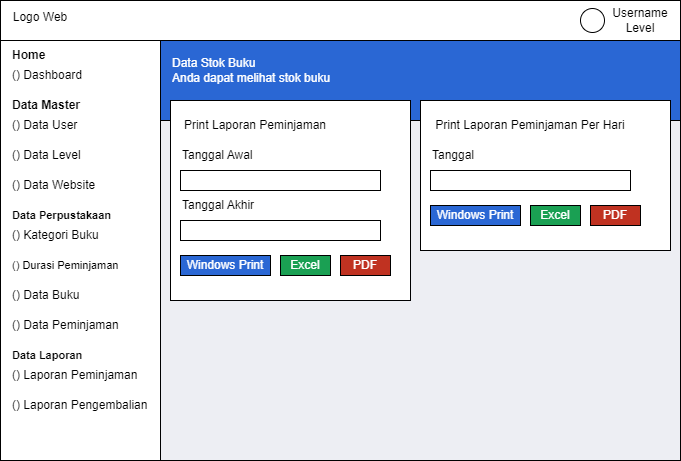 Logo Web
Username
Level
Home
() Dashboard
Data Master
() Data User
() Data Level
() Data Website
Data Perpustakaan
() Kategori Buku
() Durasi Peminjaman
() Data Buku
() Data Peminjaman
Data Laporan
() Laporan Peminjaman
() Laporan Pengembalian
Data Stok Buku
Anda dapat melihat stok buku
Print Laporan Peminjaman
Tanggal Awal
Tanggal Akhir
Windows Print Excel PDF
Print Laporan Peminjaman Per Hari
Tanggal
Windows Print Excel PDF